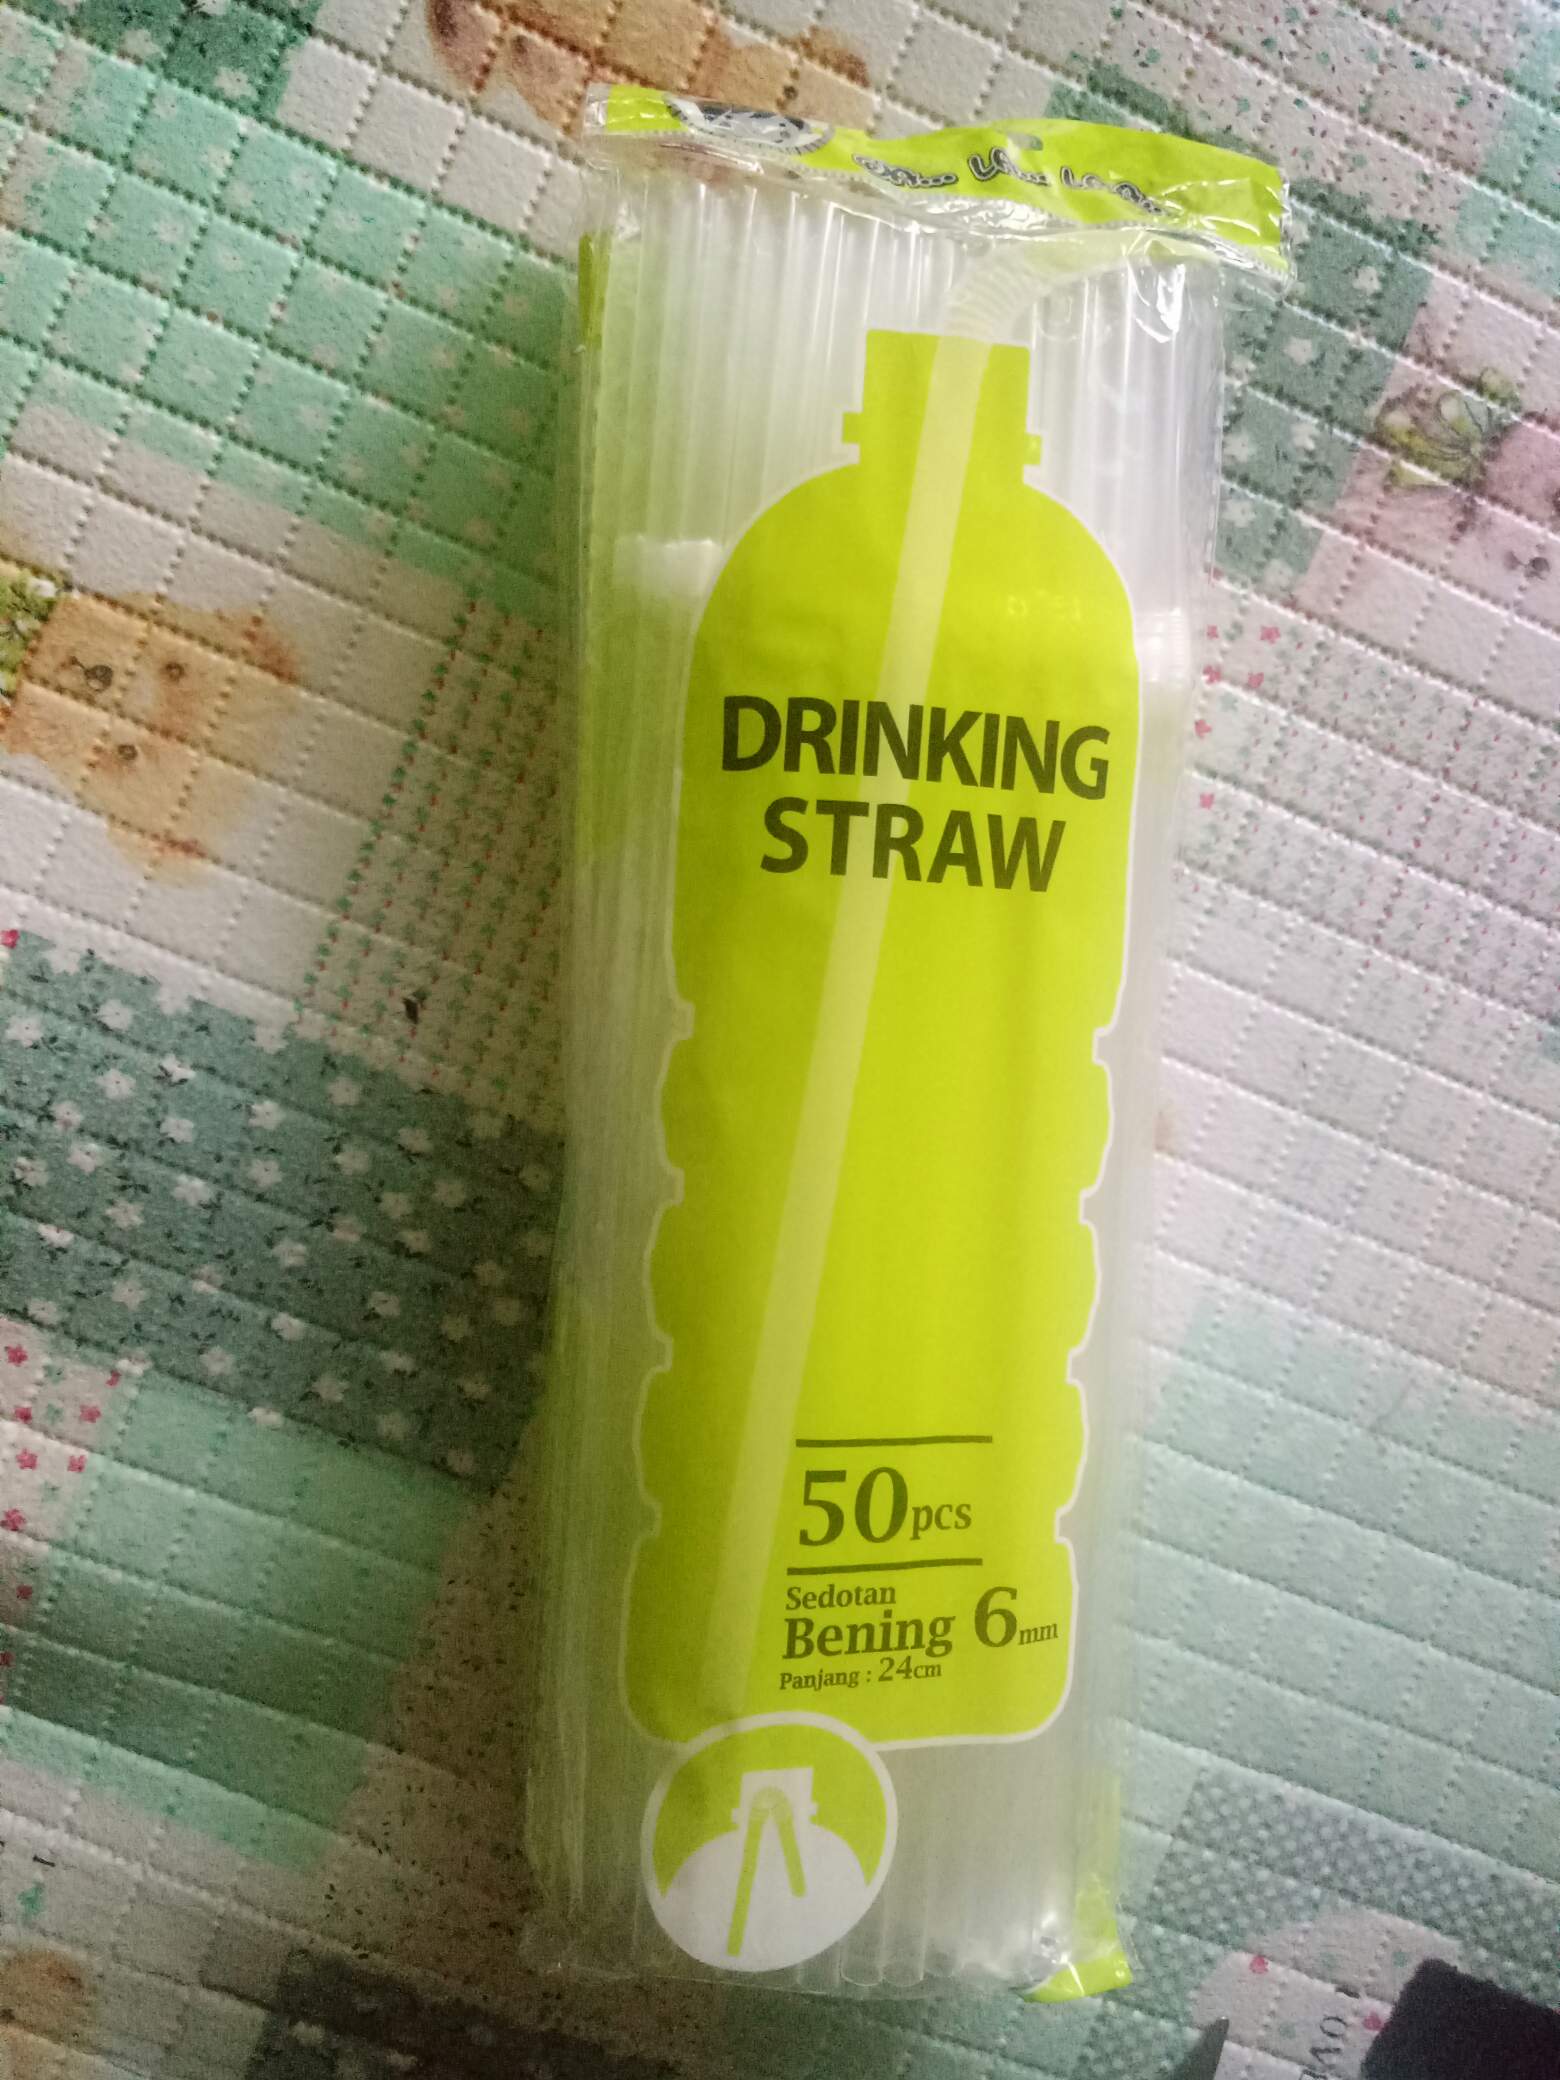 DRINKING
STRAW
50pcs
Sedotan
Bening 6mm
Panjang : 24cm